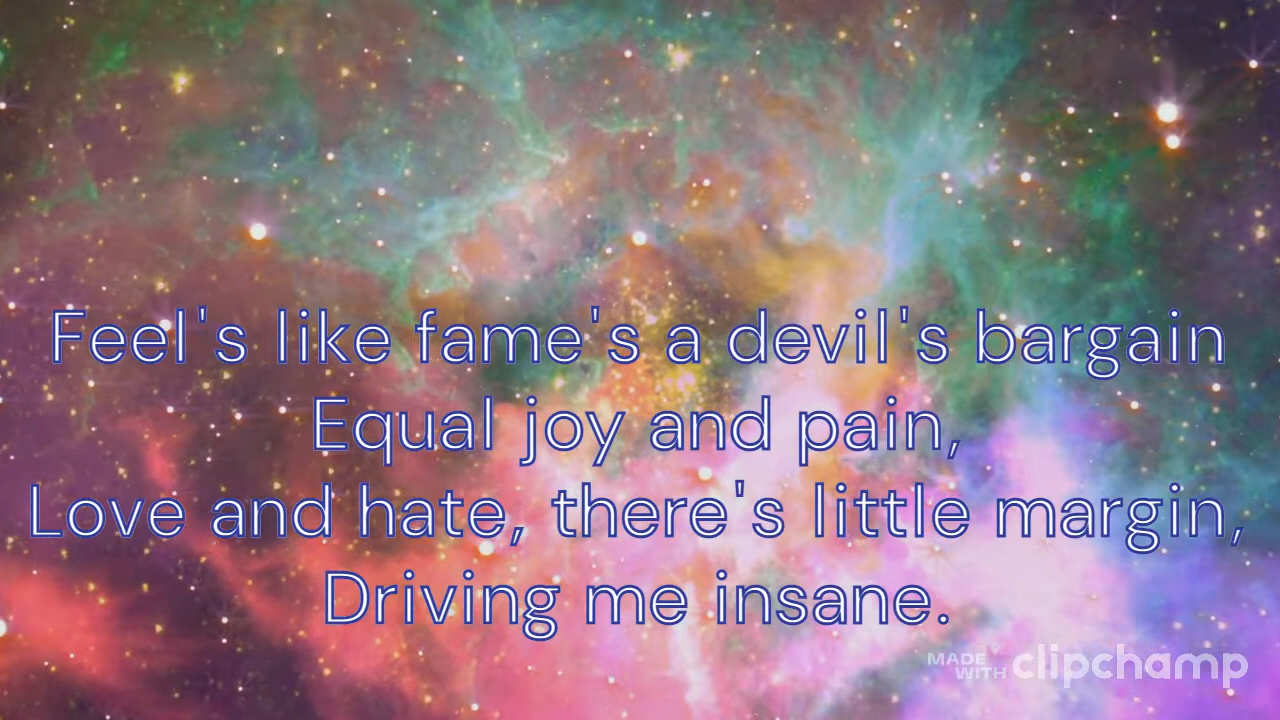 Feel's like fame's a devil's bargain
Equal joy and pain,
Love and hate, there's little margin,
Driving me insane.
MADE WITH clipchamp